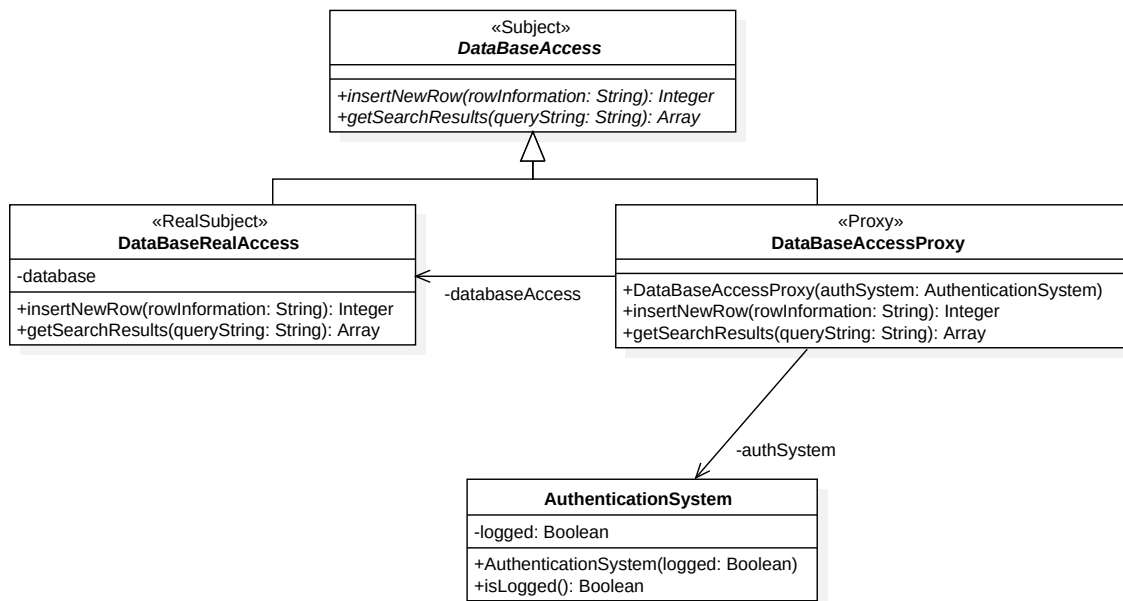 «Subject»
DataBaseAccess
+insertNewRow(rowInformation: String): Integer
+getSearchResults(queryString: String): Array
«RealSubject»
DataBaseRealAccess
-database
+insertNewRow(rowInformation: String): Integer
+getSearchResults(queryString: String): Array
-databaseAccess
«Proxy»
DataBaseAccessProxy
+DataBaseAccessProxy(authSystem: AuthenticationSystem)
+insertNewRow(rowInformation: String): Integer
+getSearchResults(queryString: String): Array
-authSystem
AuthenticationSystem
-logged: Boolean
+AuthenticationSystem(logged: Boolean)
+isLogged(): Boolean